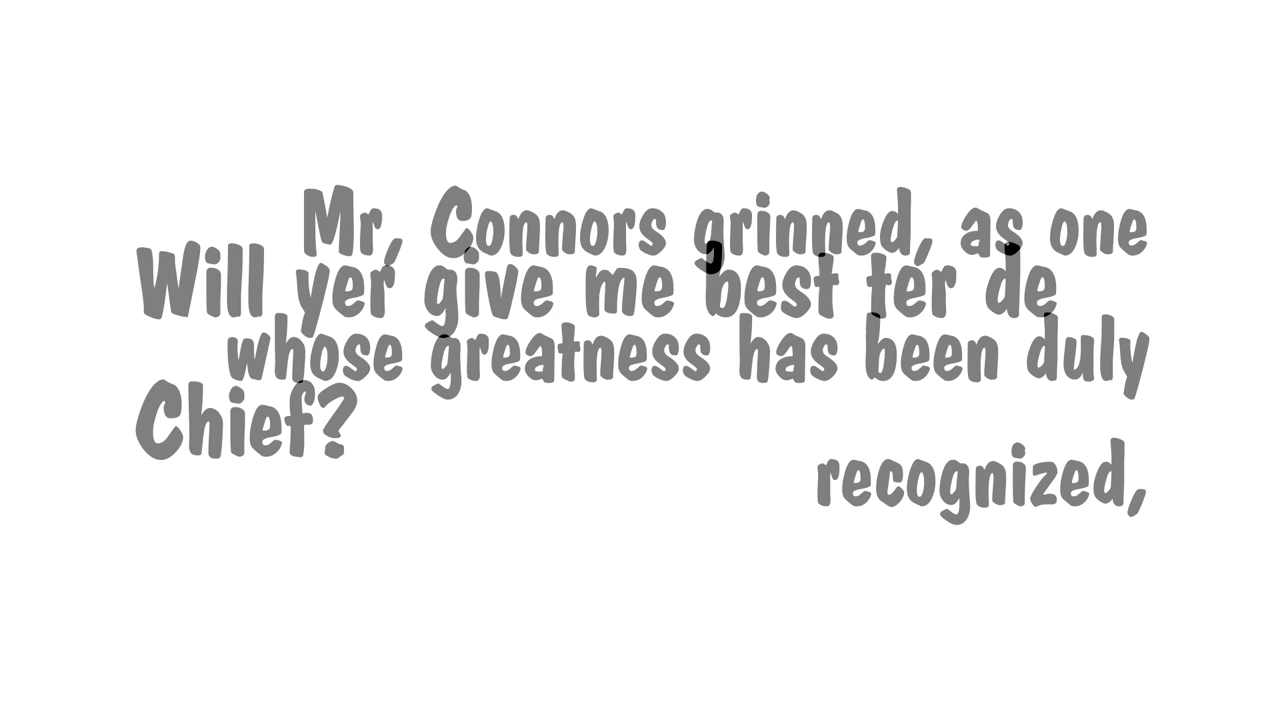 Mr, Connors grinned, as one
Will yer give me best ter de
whose greatness has been duly
Chief?
recognized,